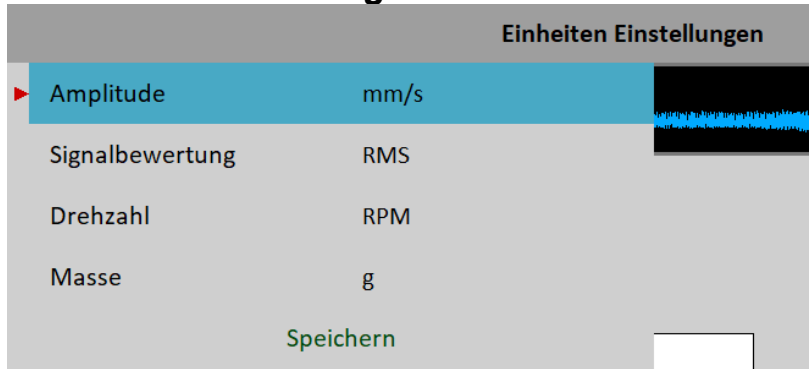 Einheiten Einstellungen
Amplitude mm/s
Signalbewertung RMS
Drehzahl RPM
Masse g
Speichern